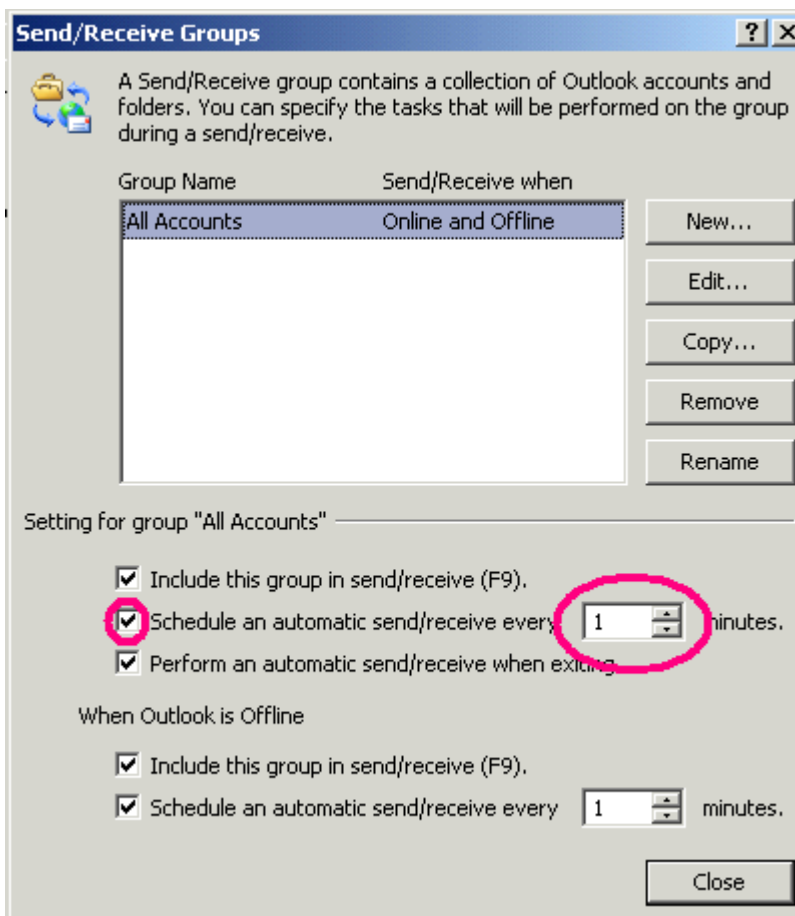 Send/Receive Groups
A Send/Receive group contains a collection of Outlook accounts and
folders. You can specify the tasks that will be performed on the group
during a send/receive.
Group Name Send/Receive when
All Accounts Online and Offline
New...
Edit...
Copy...
Remove
Rename
Setting for group "All Accounts"
Include this group in send/receive (F9).
Schedule an automatic send/receive every 1 minutes.
Perform an automatic send/receive when exiting.
When Outlook is Offline
Include this group in send/receive (F9).
Schedule an automatic send/receive every 1 minutes.
Close